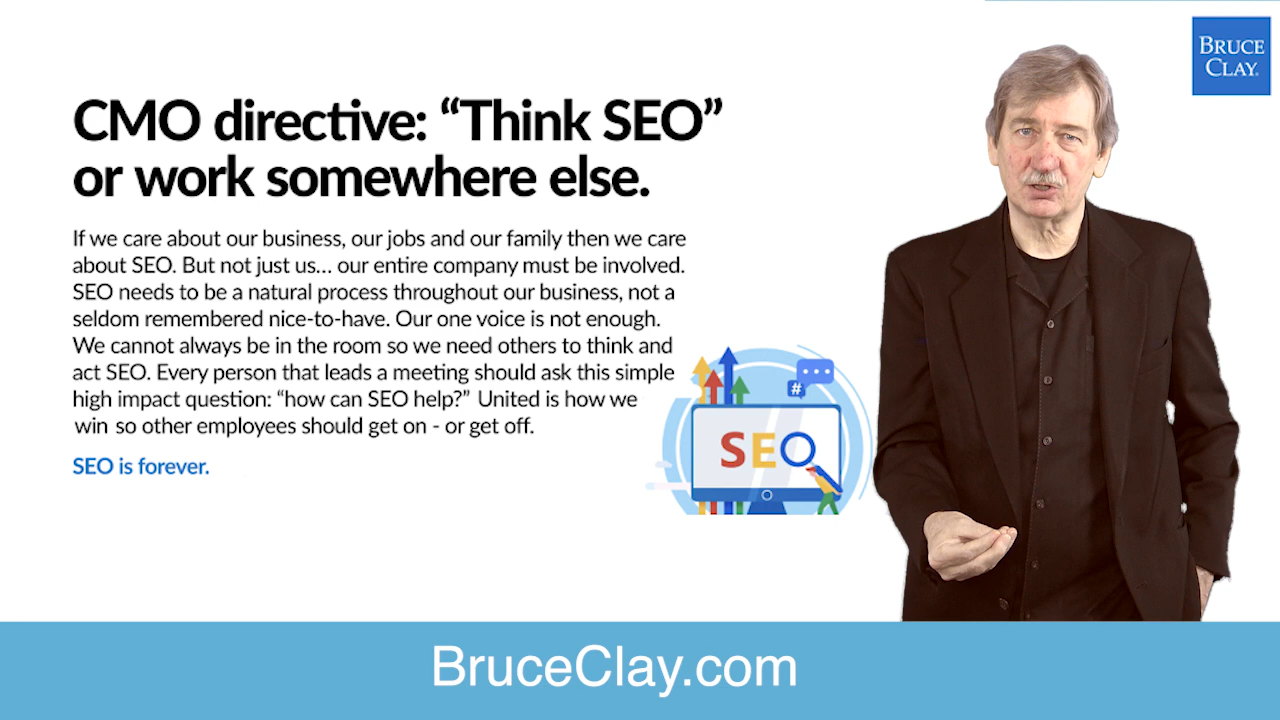 BRUCE
CLAY
CMO directive: “Think SEO”
or work somewhere else.
If we care about our business, our jobs and our family then we care
about SEO. But not just us... our entire company must be involved.
SEO needs to be a natural process throughout our business, not a
seldom remembered nice-to-have. Our one voice is not enough.
We cannot always be in the room so we need others to think and
act SEO. Every person that leads a meeting should ask this simple
high impact question: “how can SEO help?” United is how we
win so other employees should get on - or get off.
SEO is forever.
#
SEO
BruceClay.com